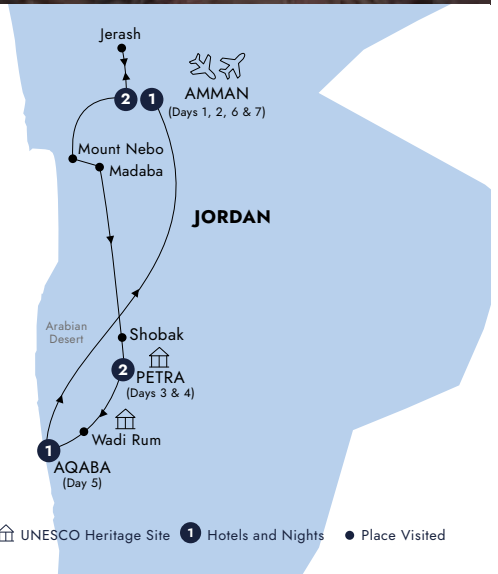 Jerash
2
1
AMMAN
(Days 1, 2, 6 & 7)
Mount Nebo
Madaba
JORDAN
Arabian
Desert
Shobak
2
PETRA
(Days 3 & 4)
Wadi Rum
1
AQABA
(Day 5)
UNESCO Heritage Site 1 Hotels and Nights Place Visited